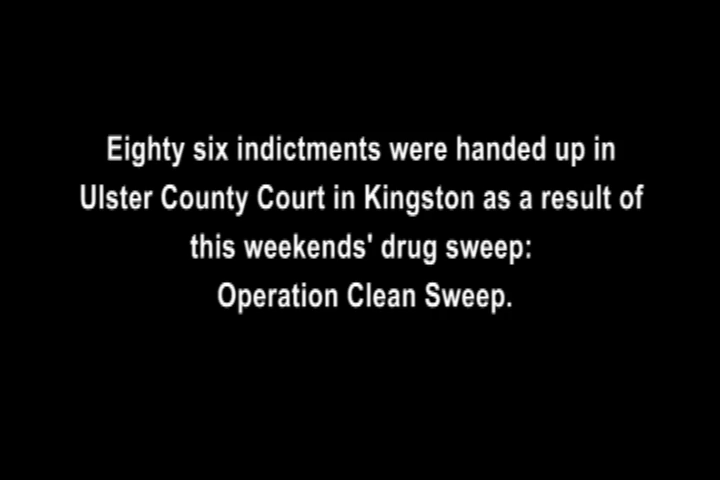 Eighty six indictments were handed up in
Ulster County Court in Kingston as a result of
this weekends' drug sweep:
Operation Clean Sweep.